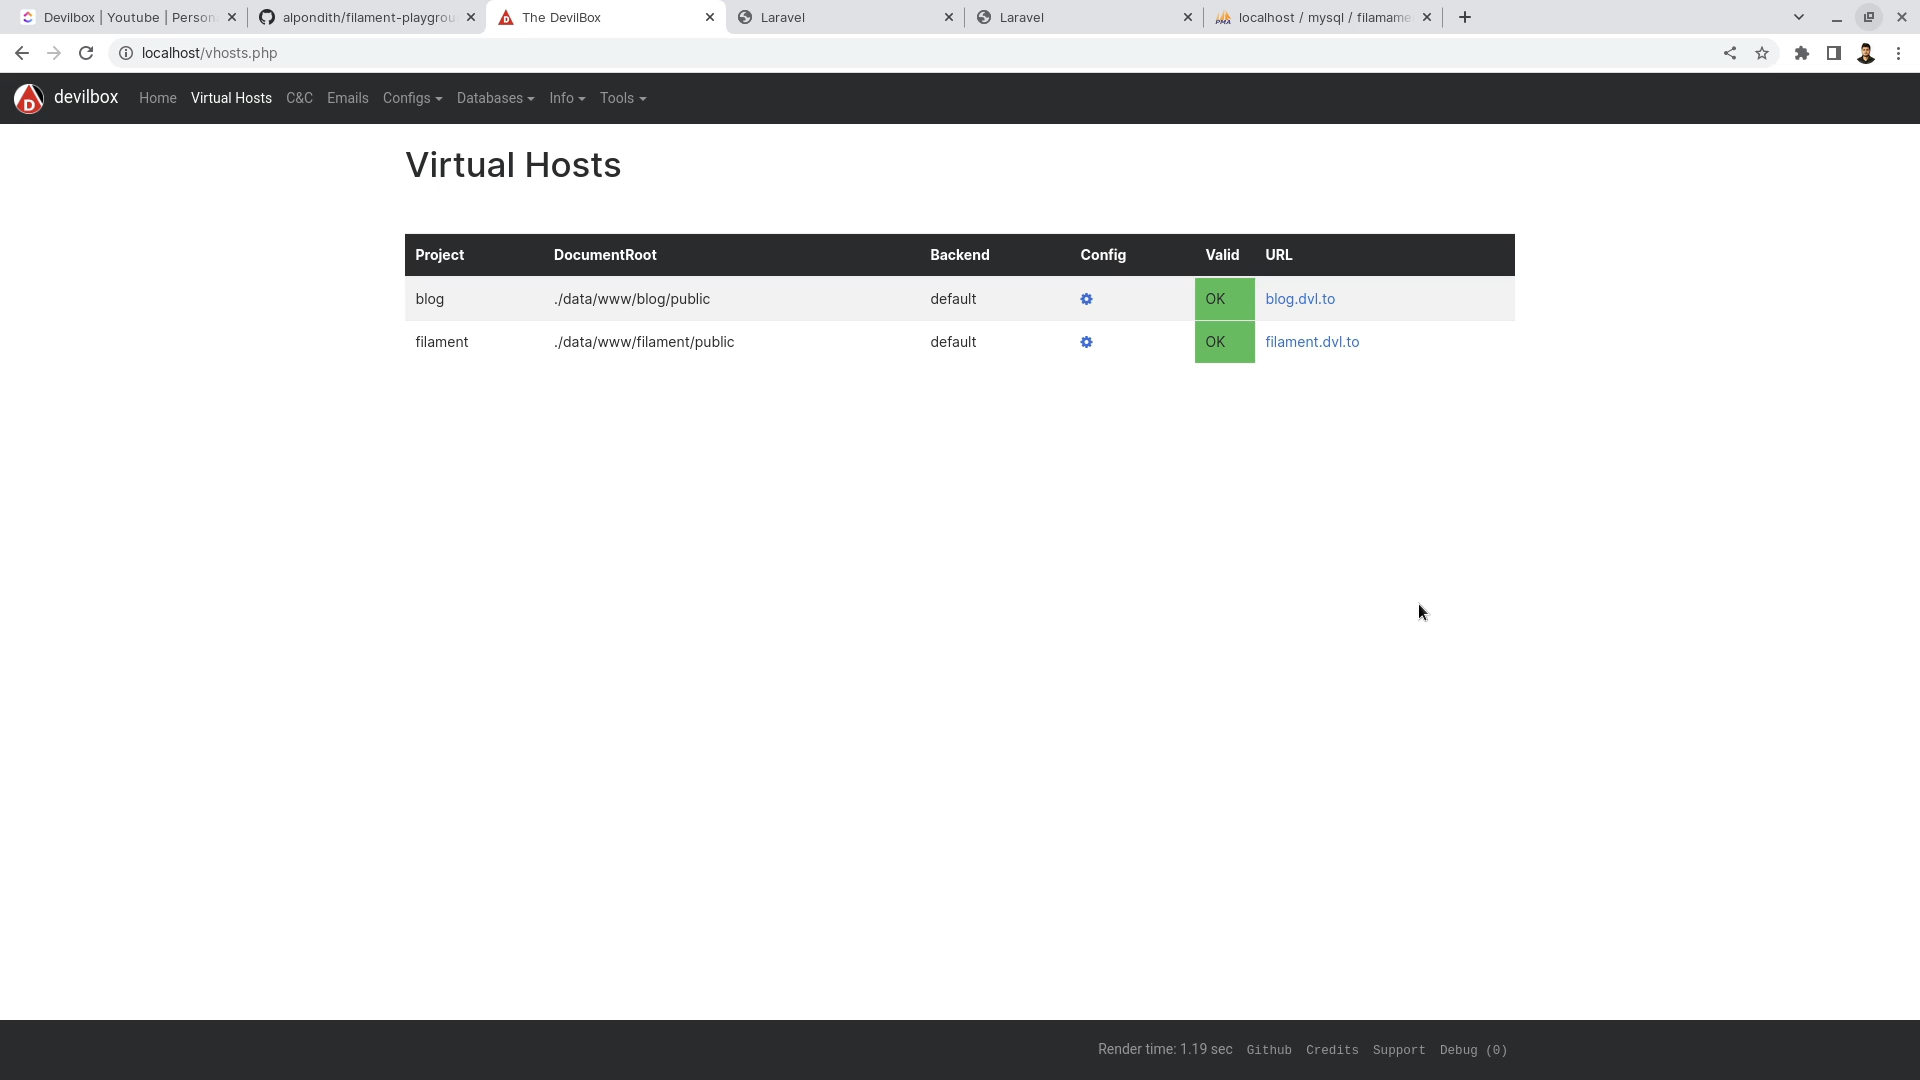 Devilbox | Youtube | Person
alpondith/filament-playgrou
The DevilBox
Laravel
Laravel
localhost / mysql / filamame
localhost/vhosts.php
devilbox Home Virtual Hosts C&C Emails Configs Databases Info Tools
Virtual Hosts
Project DocumentRoot Backend Config Valid URL
blog ./data/www/blog/public default OK blog.dvl.to
filament ./data/www/filament/public default OK filament.dvl.to
Render time: 1.19 sec Github Credits Support Debug (0)